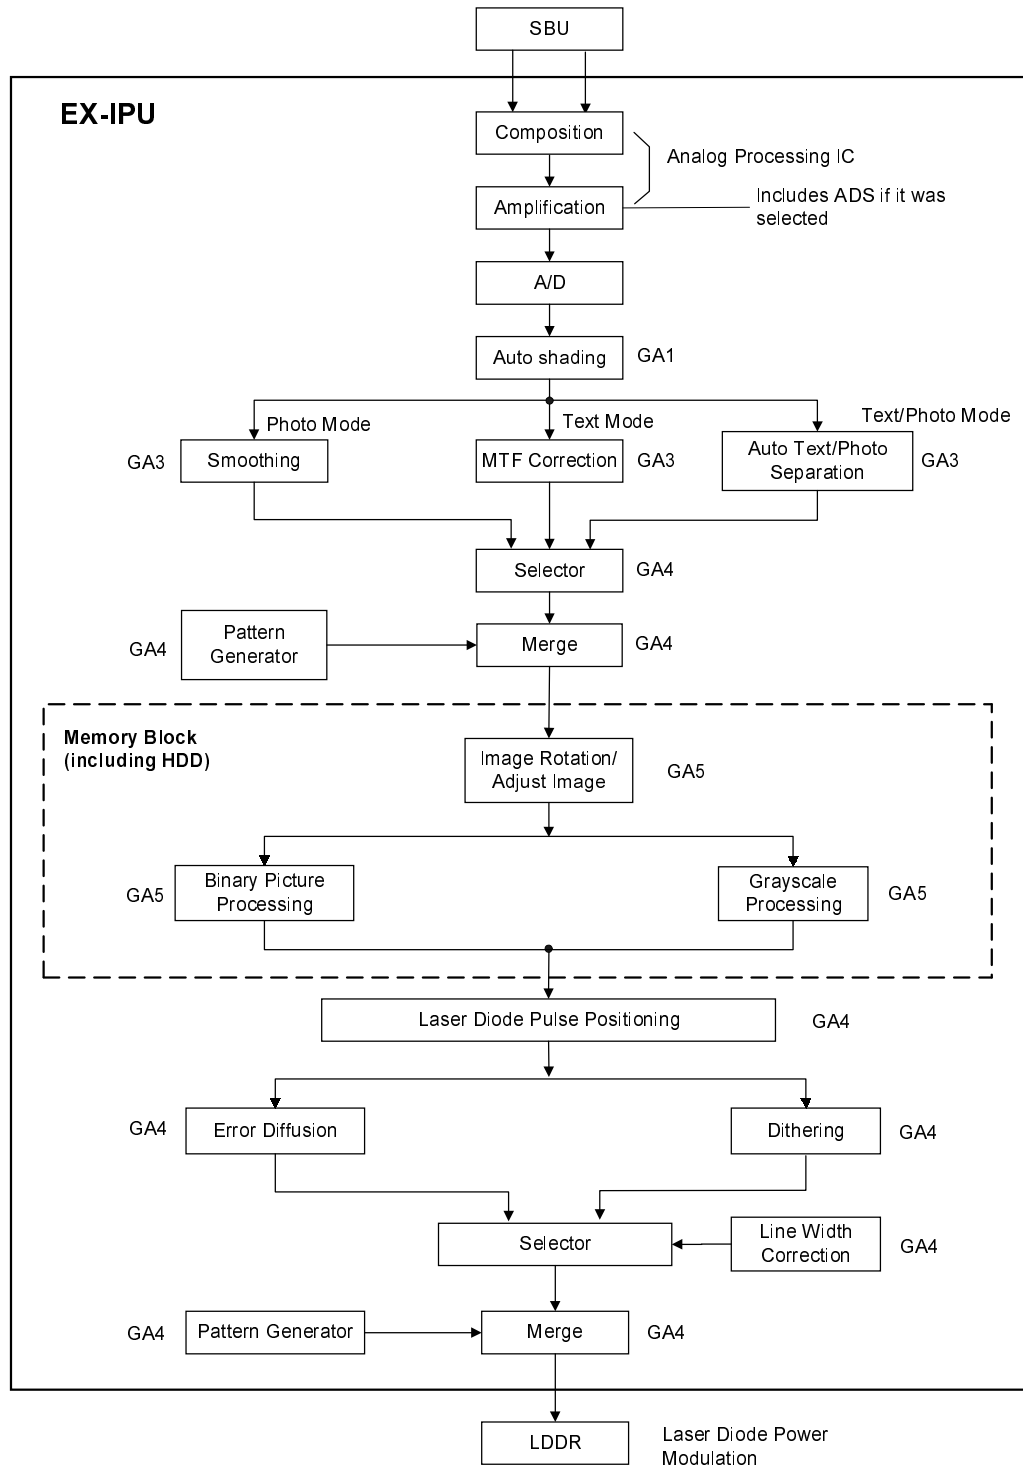 SBU
EX-IPU
Composition
Analog Processing IC
Amplification
Includes ADS if it was
selected
A/D
Auto shading
GA1
Photo Mode
Text Mode
Text/Photo Mode
GA3
Smoothing
MTF Correction
GA3
Auto Text/Photo
Separation
GA3
Selector
GA4
GA4
Pattern
Generator
Merge
GA4
Memory Block
(including HDD)
Image Rotation/
Adjust Image
GA5
GA5
Binary Picture
Processing
Grayscale
Processing
GA5
Laser Diode Pulse Positioning
GA4
GA4
Error Diffusion
Dithering
GA4
Selector
Line Width
Correction
GA4
GA4
Pattern Generator
Merge
GA4
LDDR
Laser Diode Power
Modulation